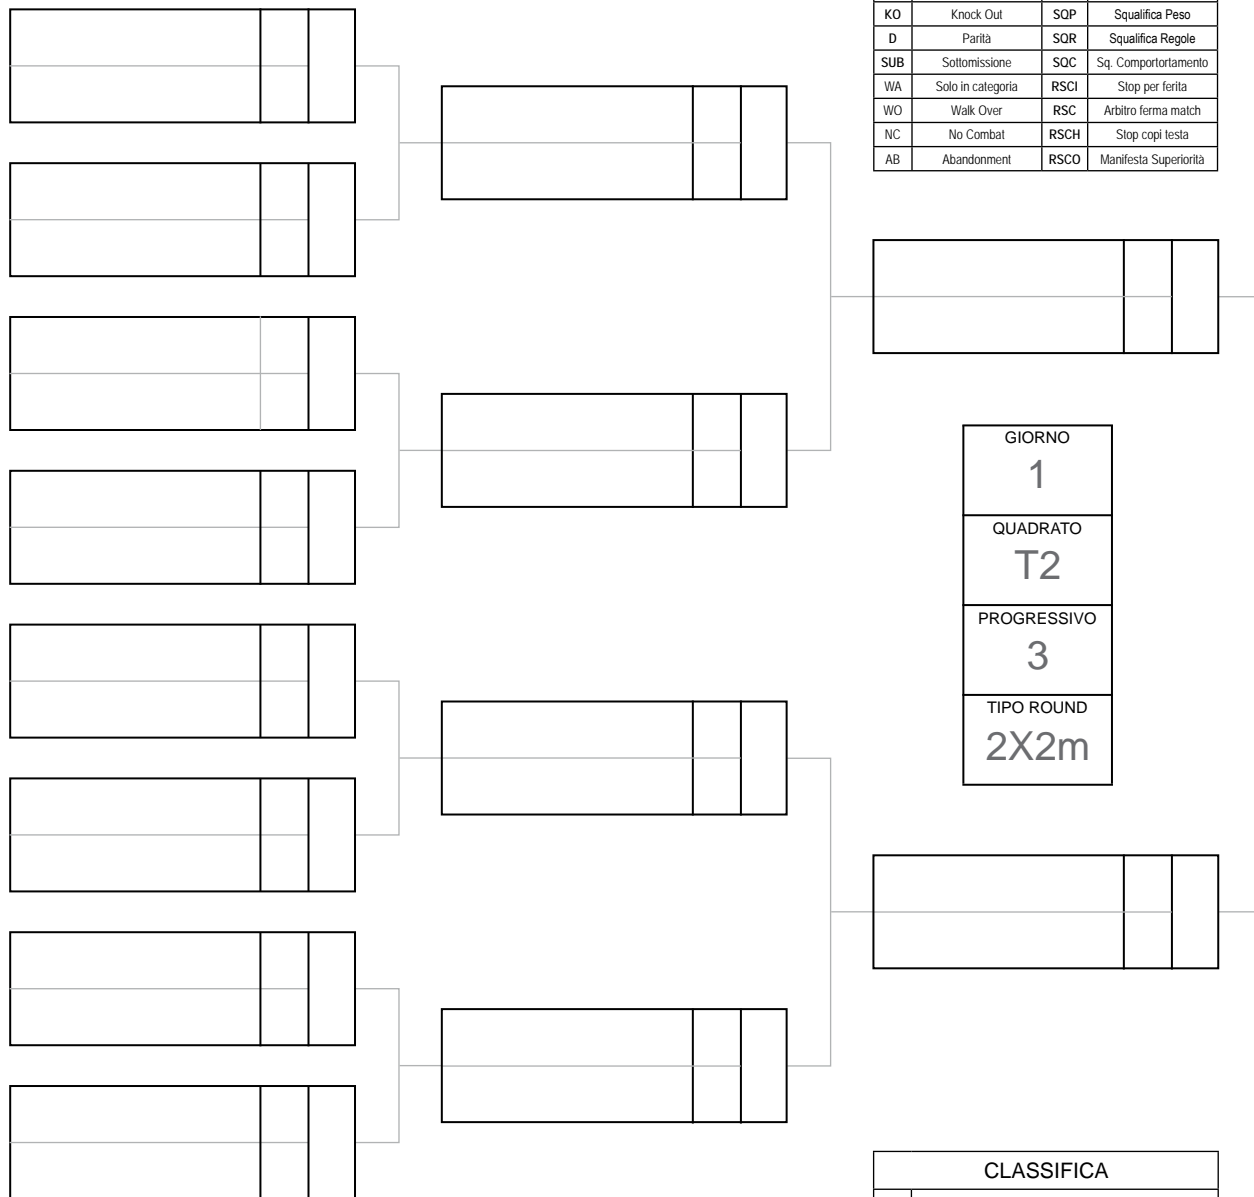 KO Knock Out SQP Squalifica Peso
D Parità SQR Squalifica Regole
SUB Sottomissione SQC Sq. Comportortamento
WA Solo in categoria RSCI Stop per ferita
WO Walk Over RSC Arbitro ferma match
NC No Combat RSCH Stop copi testa
AB Abandonment RSCO Manifesta Superiorità
GIORNO
1
QUADRATO
T2
PROGRESSIVO
3
TIPO ROUND
2X2m
CLASSIFICA